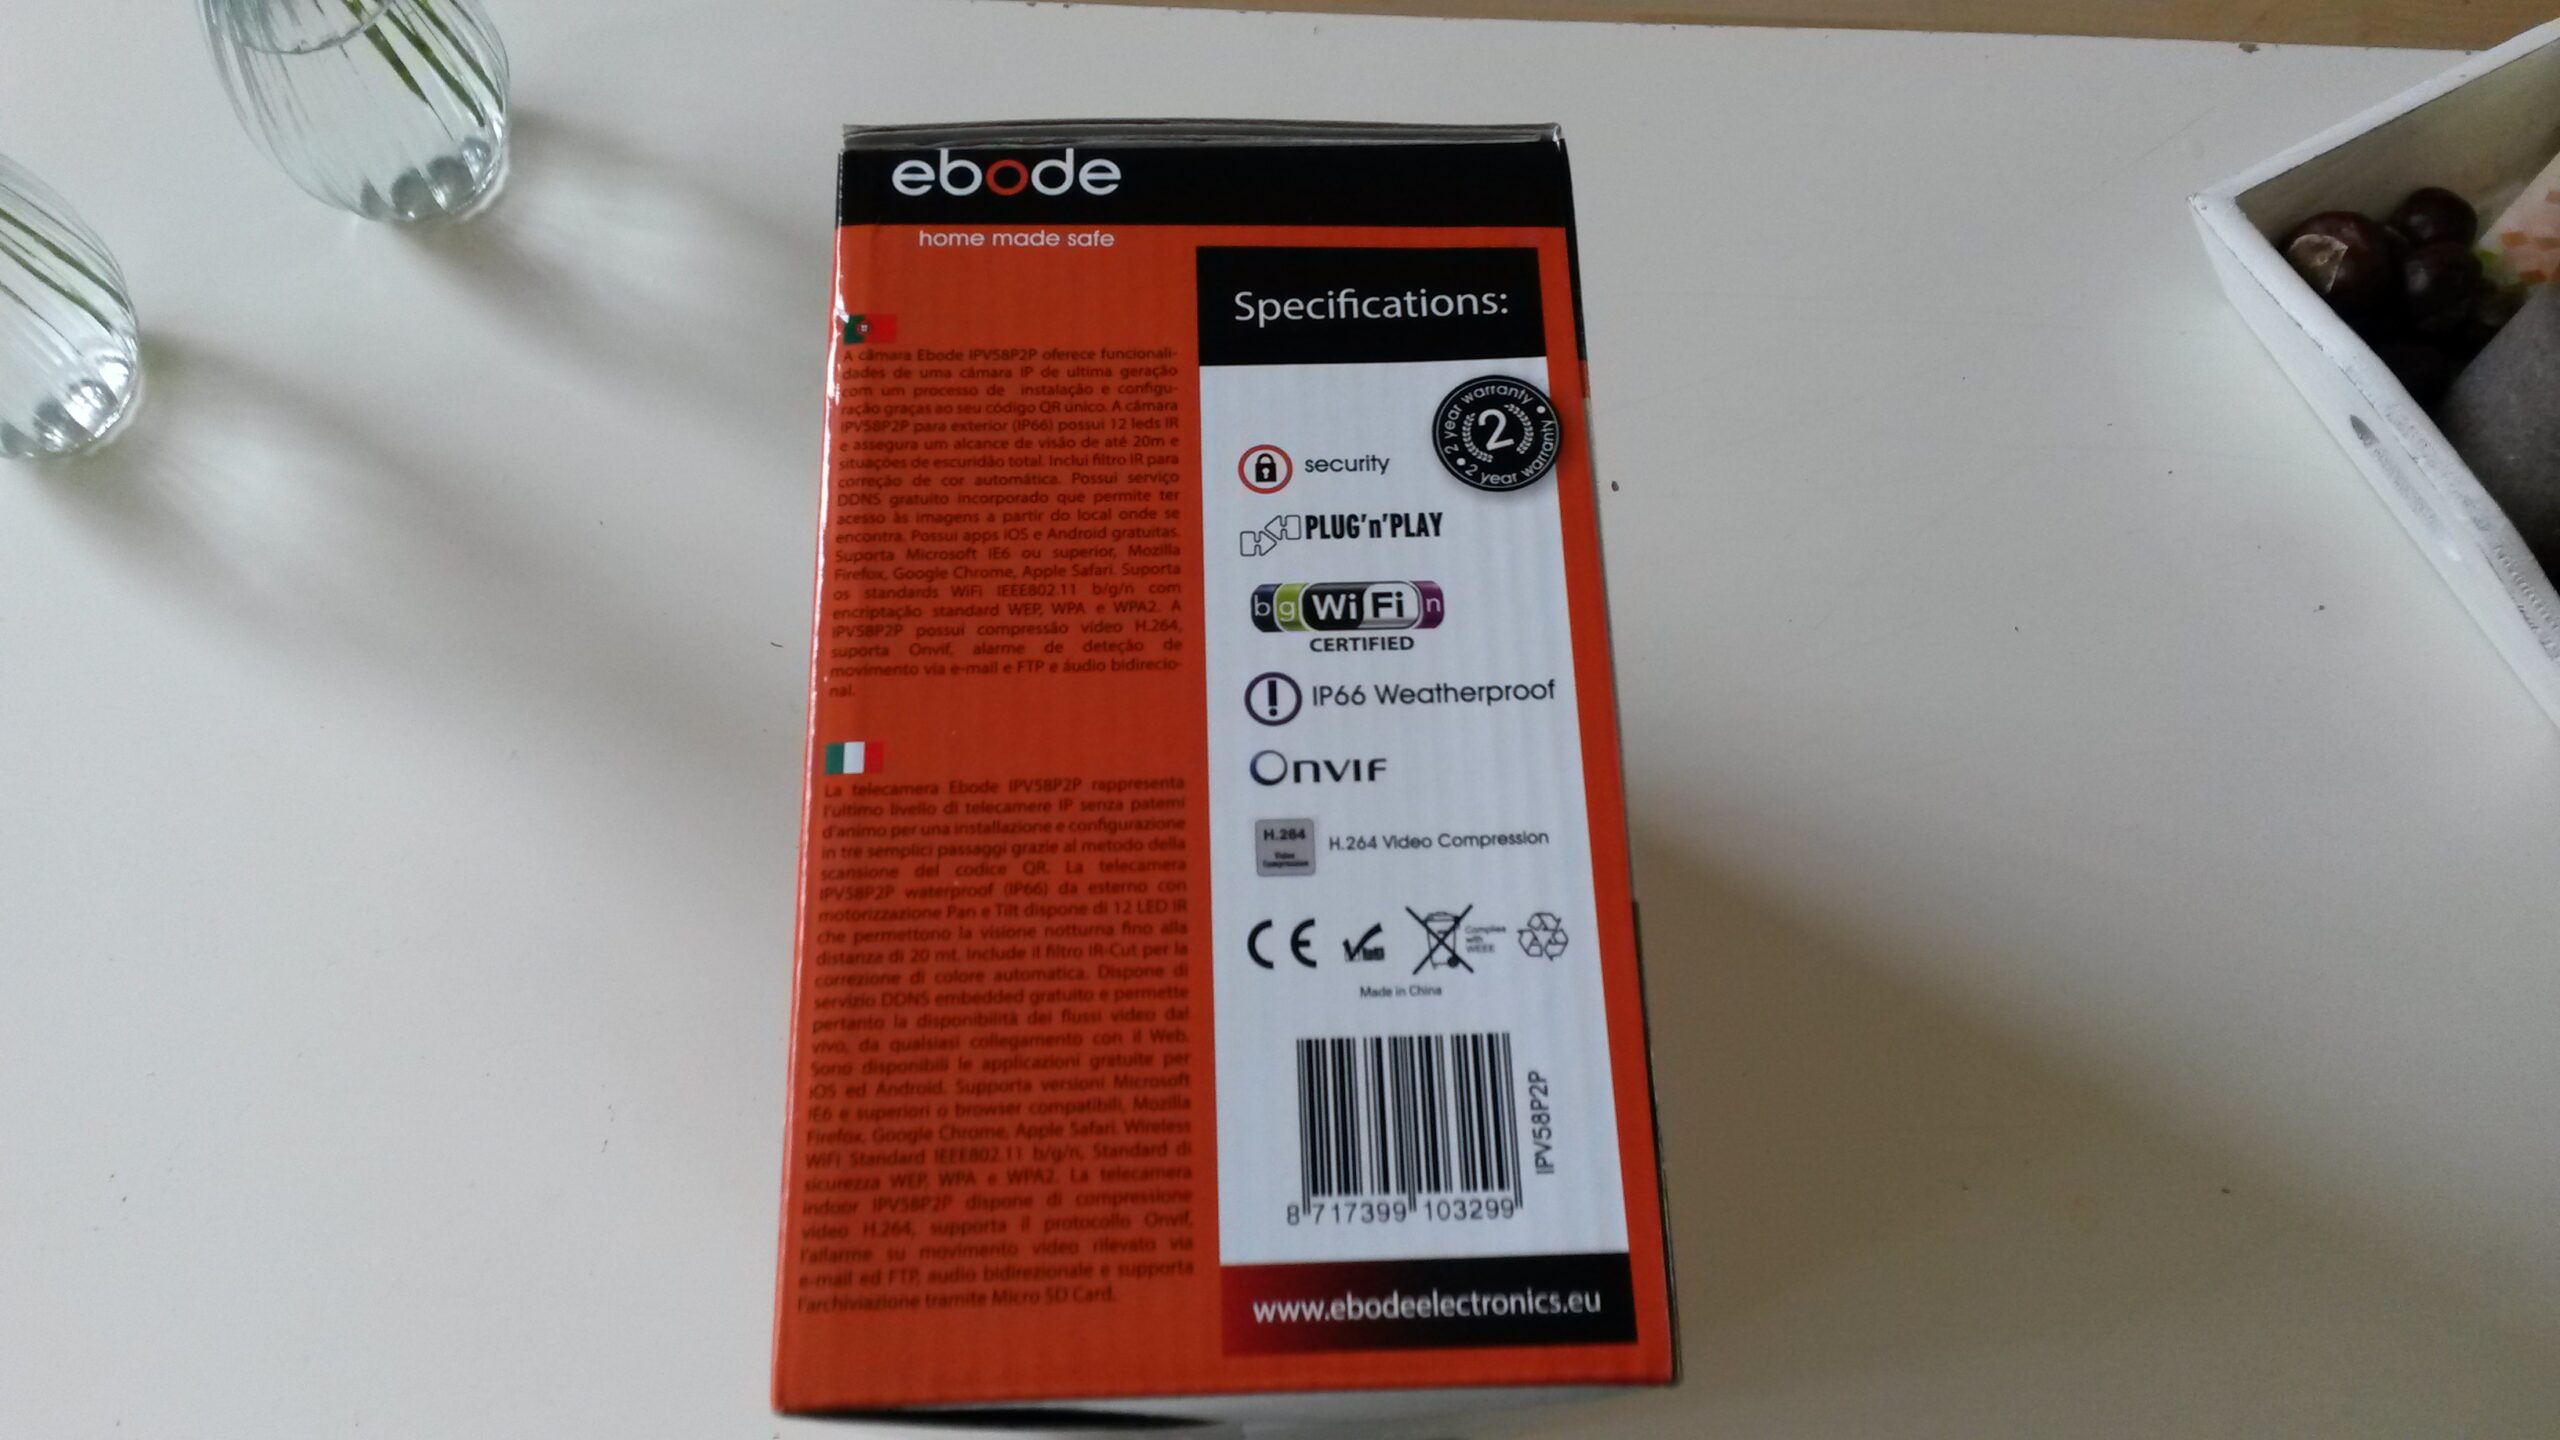 ebode
home made safe
A câmara Ebode IPV58P2P oferece funcionali-
dades de uma câmara IP de ultima geração
com um processo de instalação e configu-
ração graças ao seu código QR único. A câmara
IPV58P2P para exterior (IP66) possui 12 leds IR
e assegura um alcance de visão de até 20m e
situações de escuridão total. Inclui filtro IR para
correção de cor automática. Possui serviço
DDNS gratuito incorporado que permite ter
acesso às imagens a partir do local onde se
encontra. Possui apps iOS e Android gratuitas.
Suporta Microsoft IE6 ou superior, Mozilla
Firefox, Google Chrome, Apple Safari. Suporta
os standards WiFi IEEE802.11 b/g/n com
encriptação standard WEP, WPA e WPA2. A
IPV58P2P possui compressão vídeo H.264,
suporta Onvif, alarme de deteção de
movimento via e-mail e FTP e áudio bidirecio-
nal.
La telecamera Ebode IPV58P2P rappresenta
l'ultimo livello di telecamere IP senza patemi
d'animo per una installazione e configurazione
in tre semplici passaggi grazie al metodo della
scansione del codice QR. La telecamera
IPV58P2P waterproof (IP66) da esterno con
motorizzazione Pan e Tilt dispone di 12 LED IR
che permettono la visione notturna fino alla
distanza di 20 mt. Include il filtro IR-Cut per la
correzione di colore automatica. Dispone di
servizio DDNS embedded gratuito e permette
pertanto la disponibilità dei flussi video dal
vivo, da qualsiasi collegamento con il Web.
Sono disponibili le applicazioni gratuite per
iOS ed Android. Supporta versioni Microsoft
IE6 e superiori o browser compatibili, Mozilla
Firefox, Google Chrome, Apple Safari. Wireless
WiFi Standard IEEE802.11 b/g/n, Standard di
sicurezza WEP, WPA e WPA2. La telecamera
indoor IPV58P2P dispone di compressione
video H.264, supporta il protocollo Onvif,
l'allarme su movimento video rilevato via
e-mail ed FTP, audio bidirezionale e supporta
l'archiviazione tramite Micro SD Card.
Specifications:
2 year warranty • 2 year warranty • 2 year warranty •
2
security
PLUG'n'PLAY
b g Wi Fi n
CERTIFIED
IP66 Weatherproof
ONVIF
H.264
Video
Compression
H.264 Video Compression
CE
RoHS
Complies
with
WEEE
Made in China
IPV58P2P
8 717399 103299
www.ebodeelectronics.eu